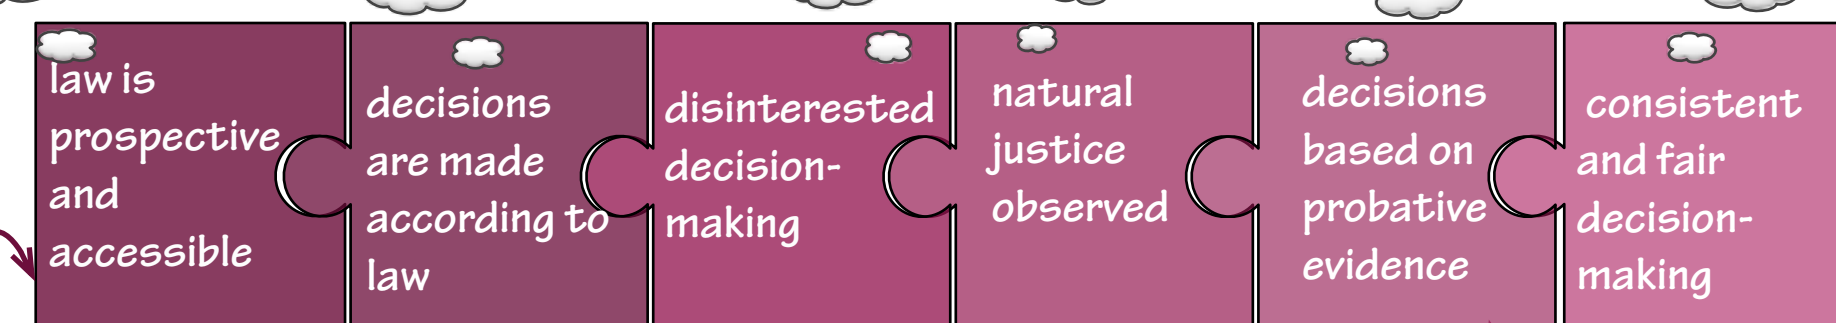 law is
prospective
and
accessible
decisions
are made
according to
law
disinterested
decision-
making
natural
justice
observed
decisions
based on
probative
evidence
consistent
and fair
decision-
making